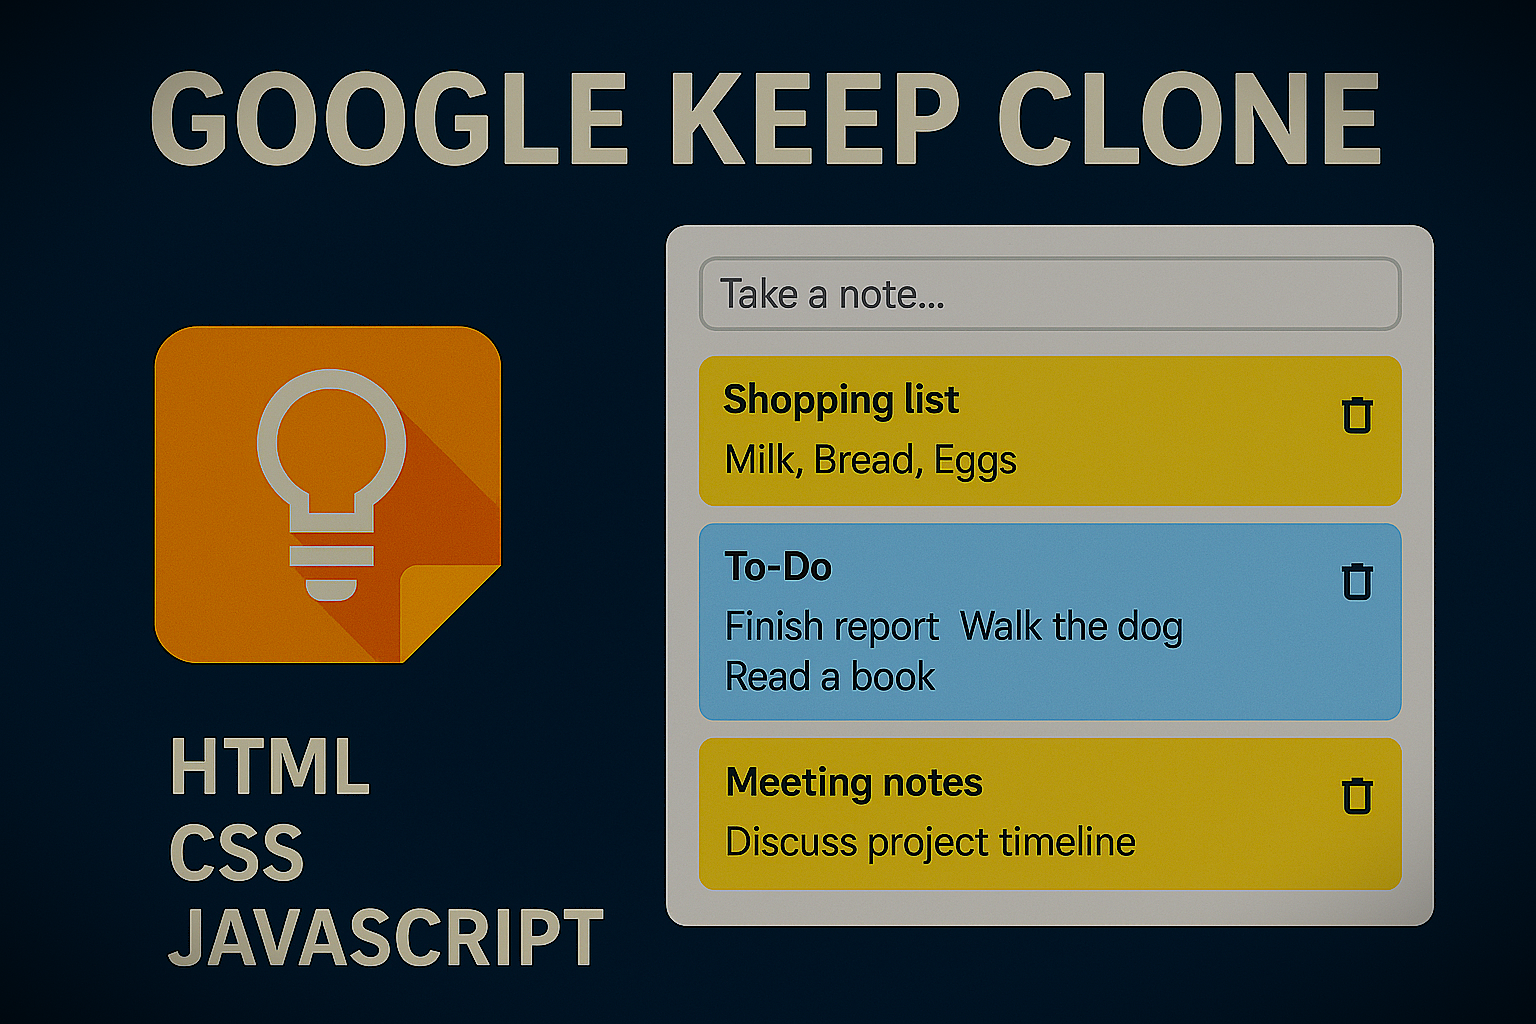 GOOGLE KEEP CLONE
HTML
CSS
JAVASCRIPT
Take a note...
Shopping list
Milk, Bread, Eggs
To-Do
Finish report  Walk the dog
Read a book
Meeting notes
Discuss project timeline